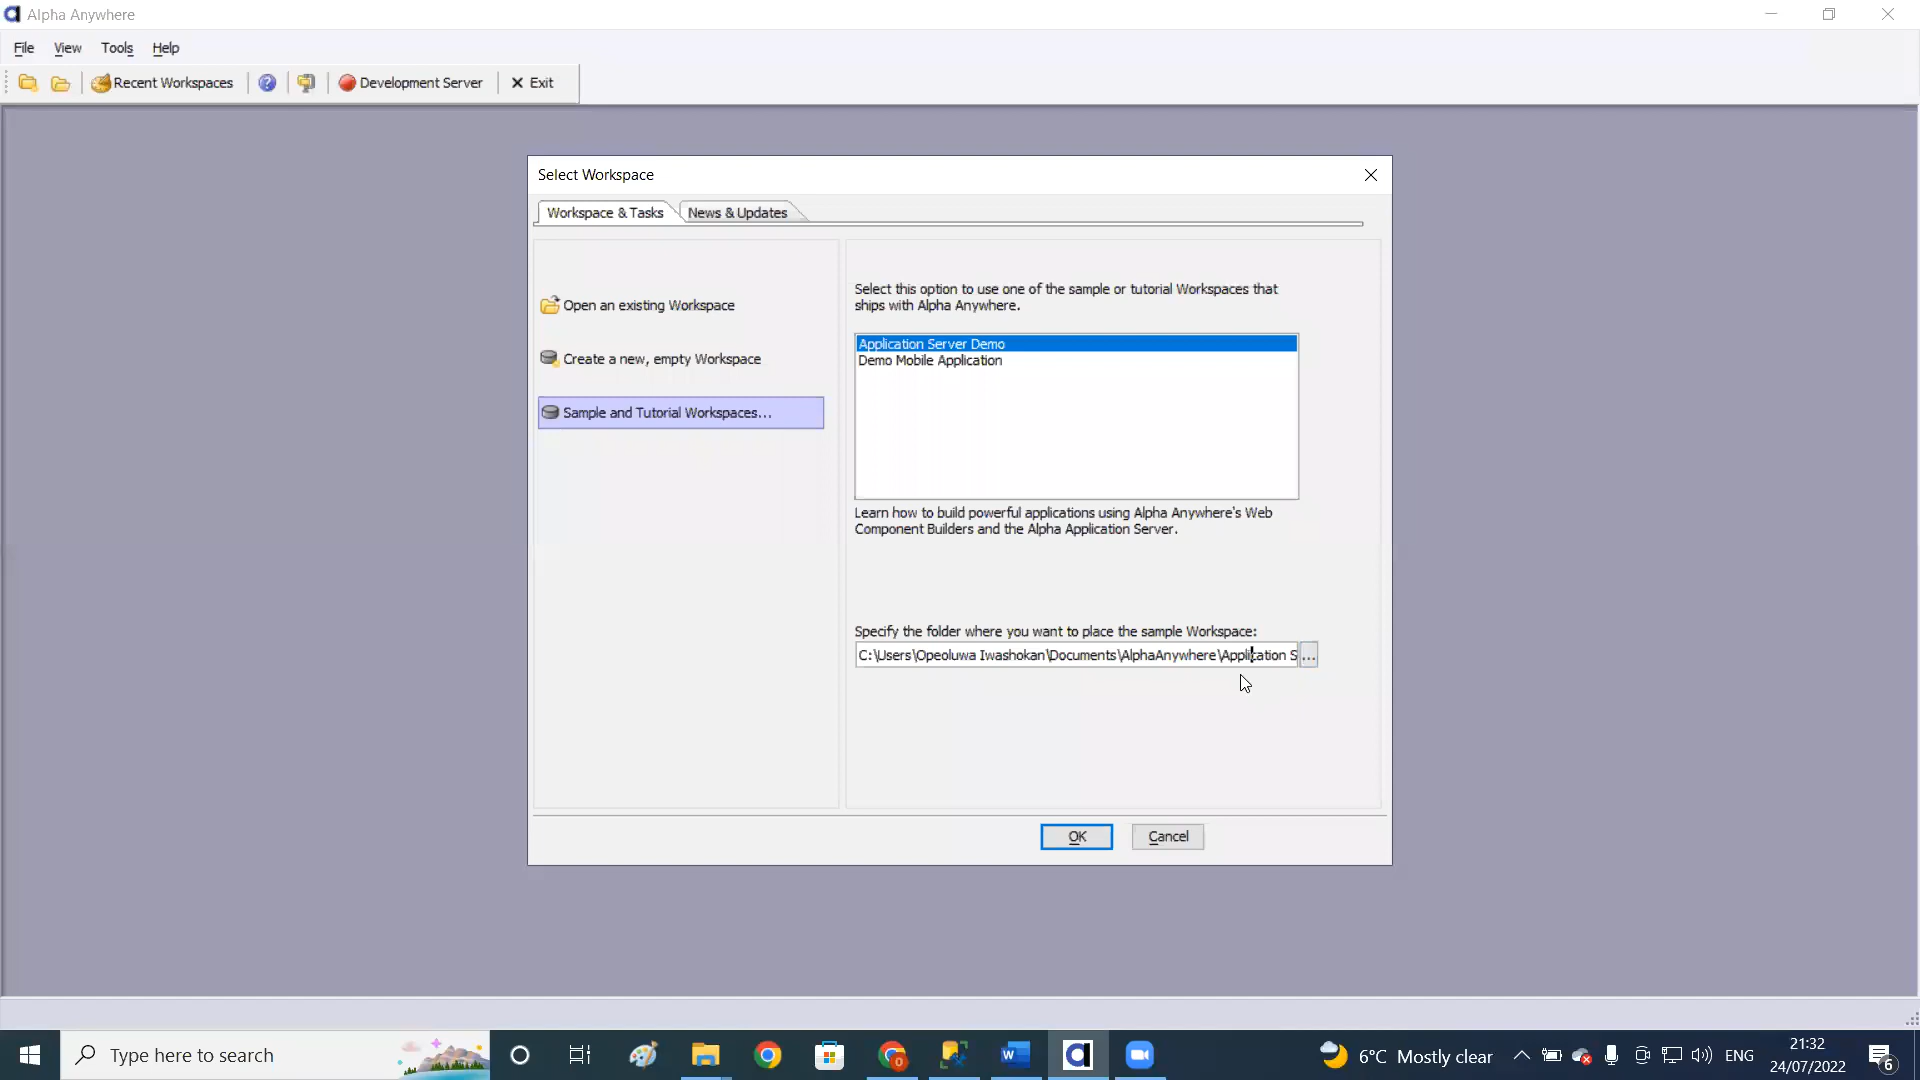 Alpha Anywhere
File View Tools Help
Recent Workspaces Development Server Exit
Select Workspace
Workspace & Tasks News & Updates
Open an existing Workspace
Create a new, empty Workspace
Sample and Tutorial Workspaces...
Select this option to use one of the sample or tutorial Workspaces that
ships with Alpha Anywhere.
Application Server Demo
Demo Mobile Application
Learn how to build powerful applications using Alpha Anywhere's Web
Component Builders and the Alpha Application Server.
Specify the folder where you want to place the sample Workspace:
C:\Users\Opeoluwa Iwashokan\Documents\AlphaAnywhere\Application S ...
OK Cancel
Type here to search
6°C Mostly clear
ENG
21:32
24/07/2022
6